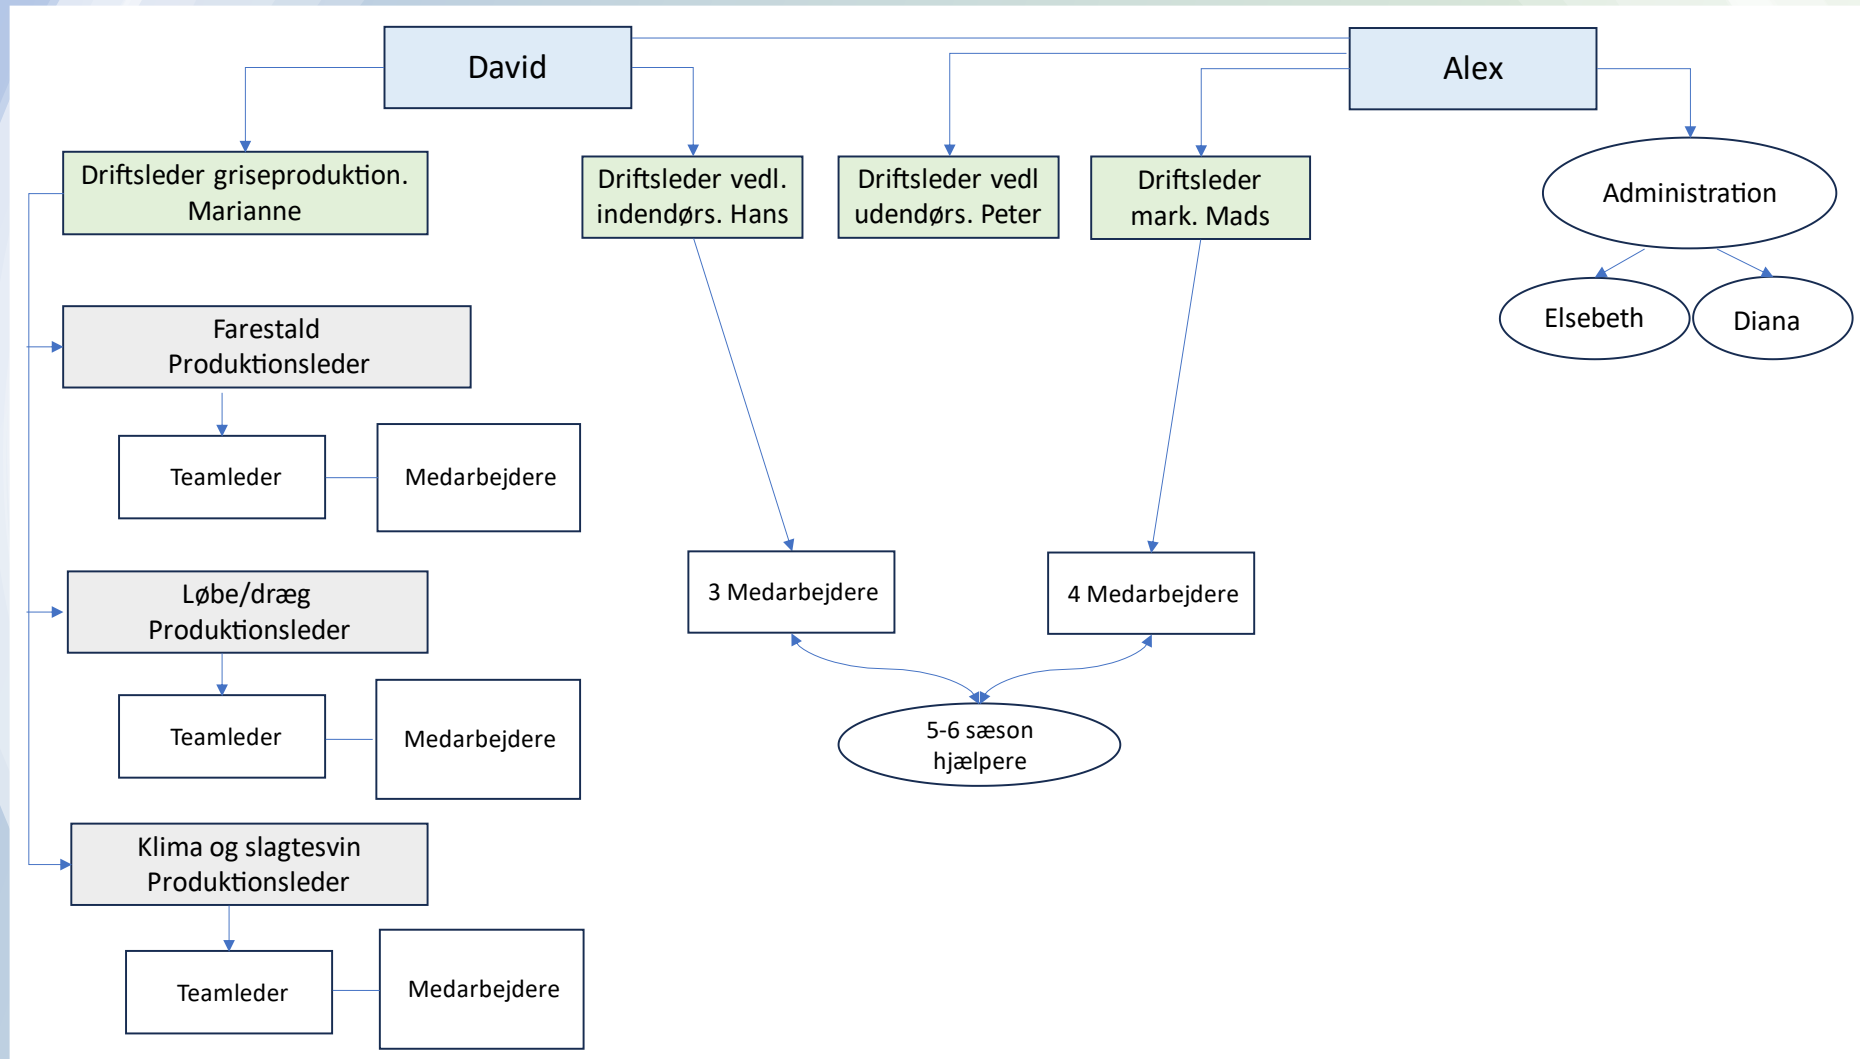 David
Alex
Driftsleder griseproduktion.
Marianne
Driftsleder vedl.
indendørs. Hans
Driftsleder vedl
udendørs. Peter
Driftsleder
mark. Mads
Administration
Elsebeth
Diana
Farestald
Produktionsleder
Teamleder
Medarbejdere
3 Medarbejdere
4 Medarbejdere
Løbe/dræg
Produktionsleder
Teamleder
Medarbejdere
5-6 sæson
hjælpere
Klima og slagtesvin
Produktionsleder
Teamleder
Medarbejdere